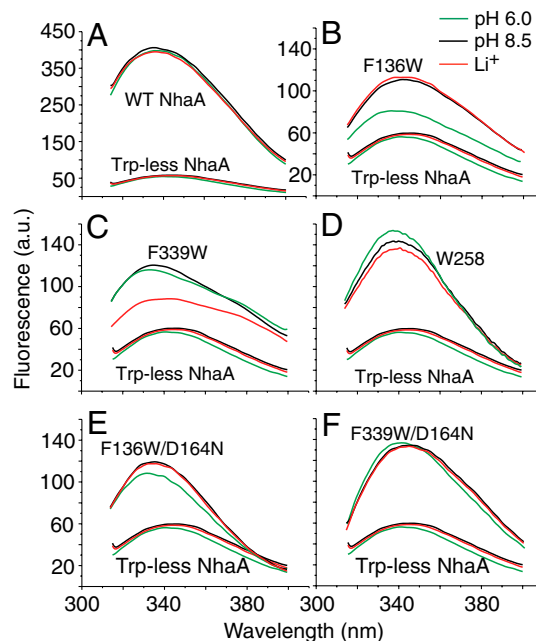 pH 6.0
pH 8.5
Li⁺
A
450
350
250
150
50
WT NhaA
Trp-less NhaA
B
140
100
60
20
F136W
Trp-less NhaA
C
140
100
60
20
F339W
Trp-less NhaA
D
W258
Trp-less NhaA
Fluorescence (a.u.)
E
140
100
60
20
F136W/D164N
Trp-less NhaA
F
F339W/D164N
Trp-less NhaA
300 340 380
300 340 380
Wavelength (nm)